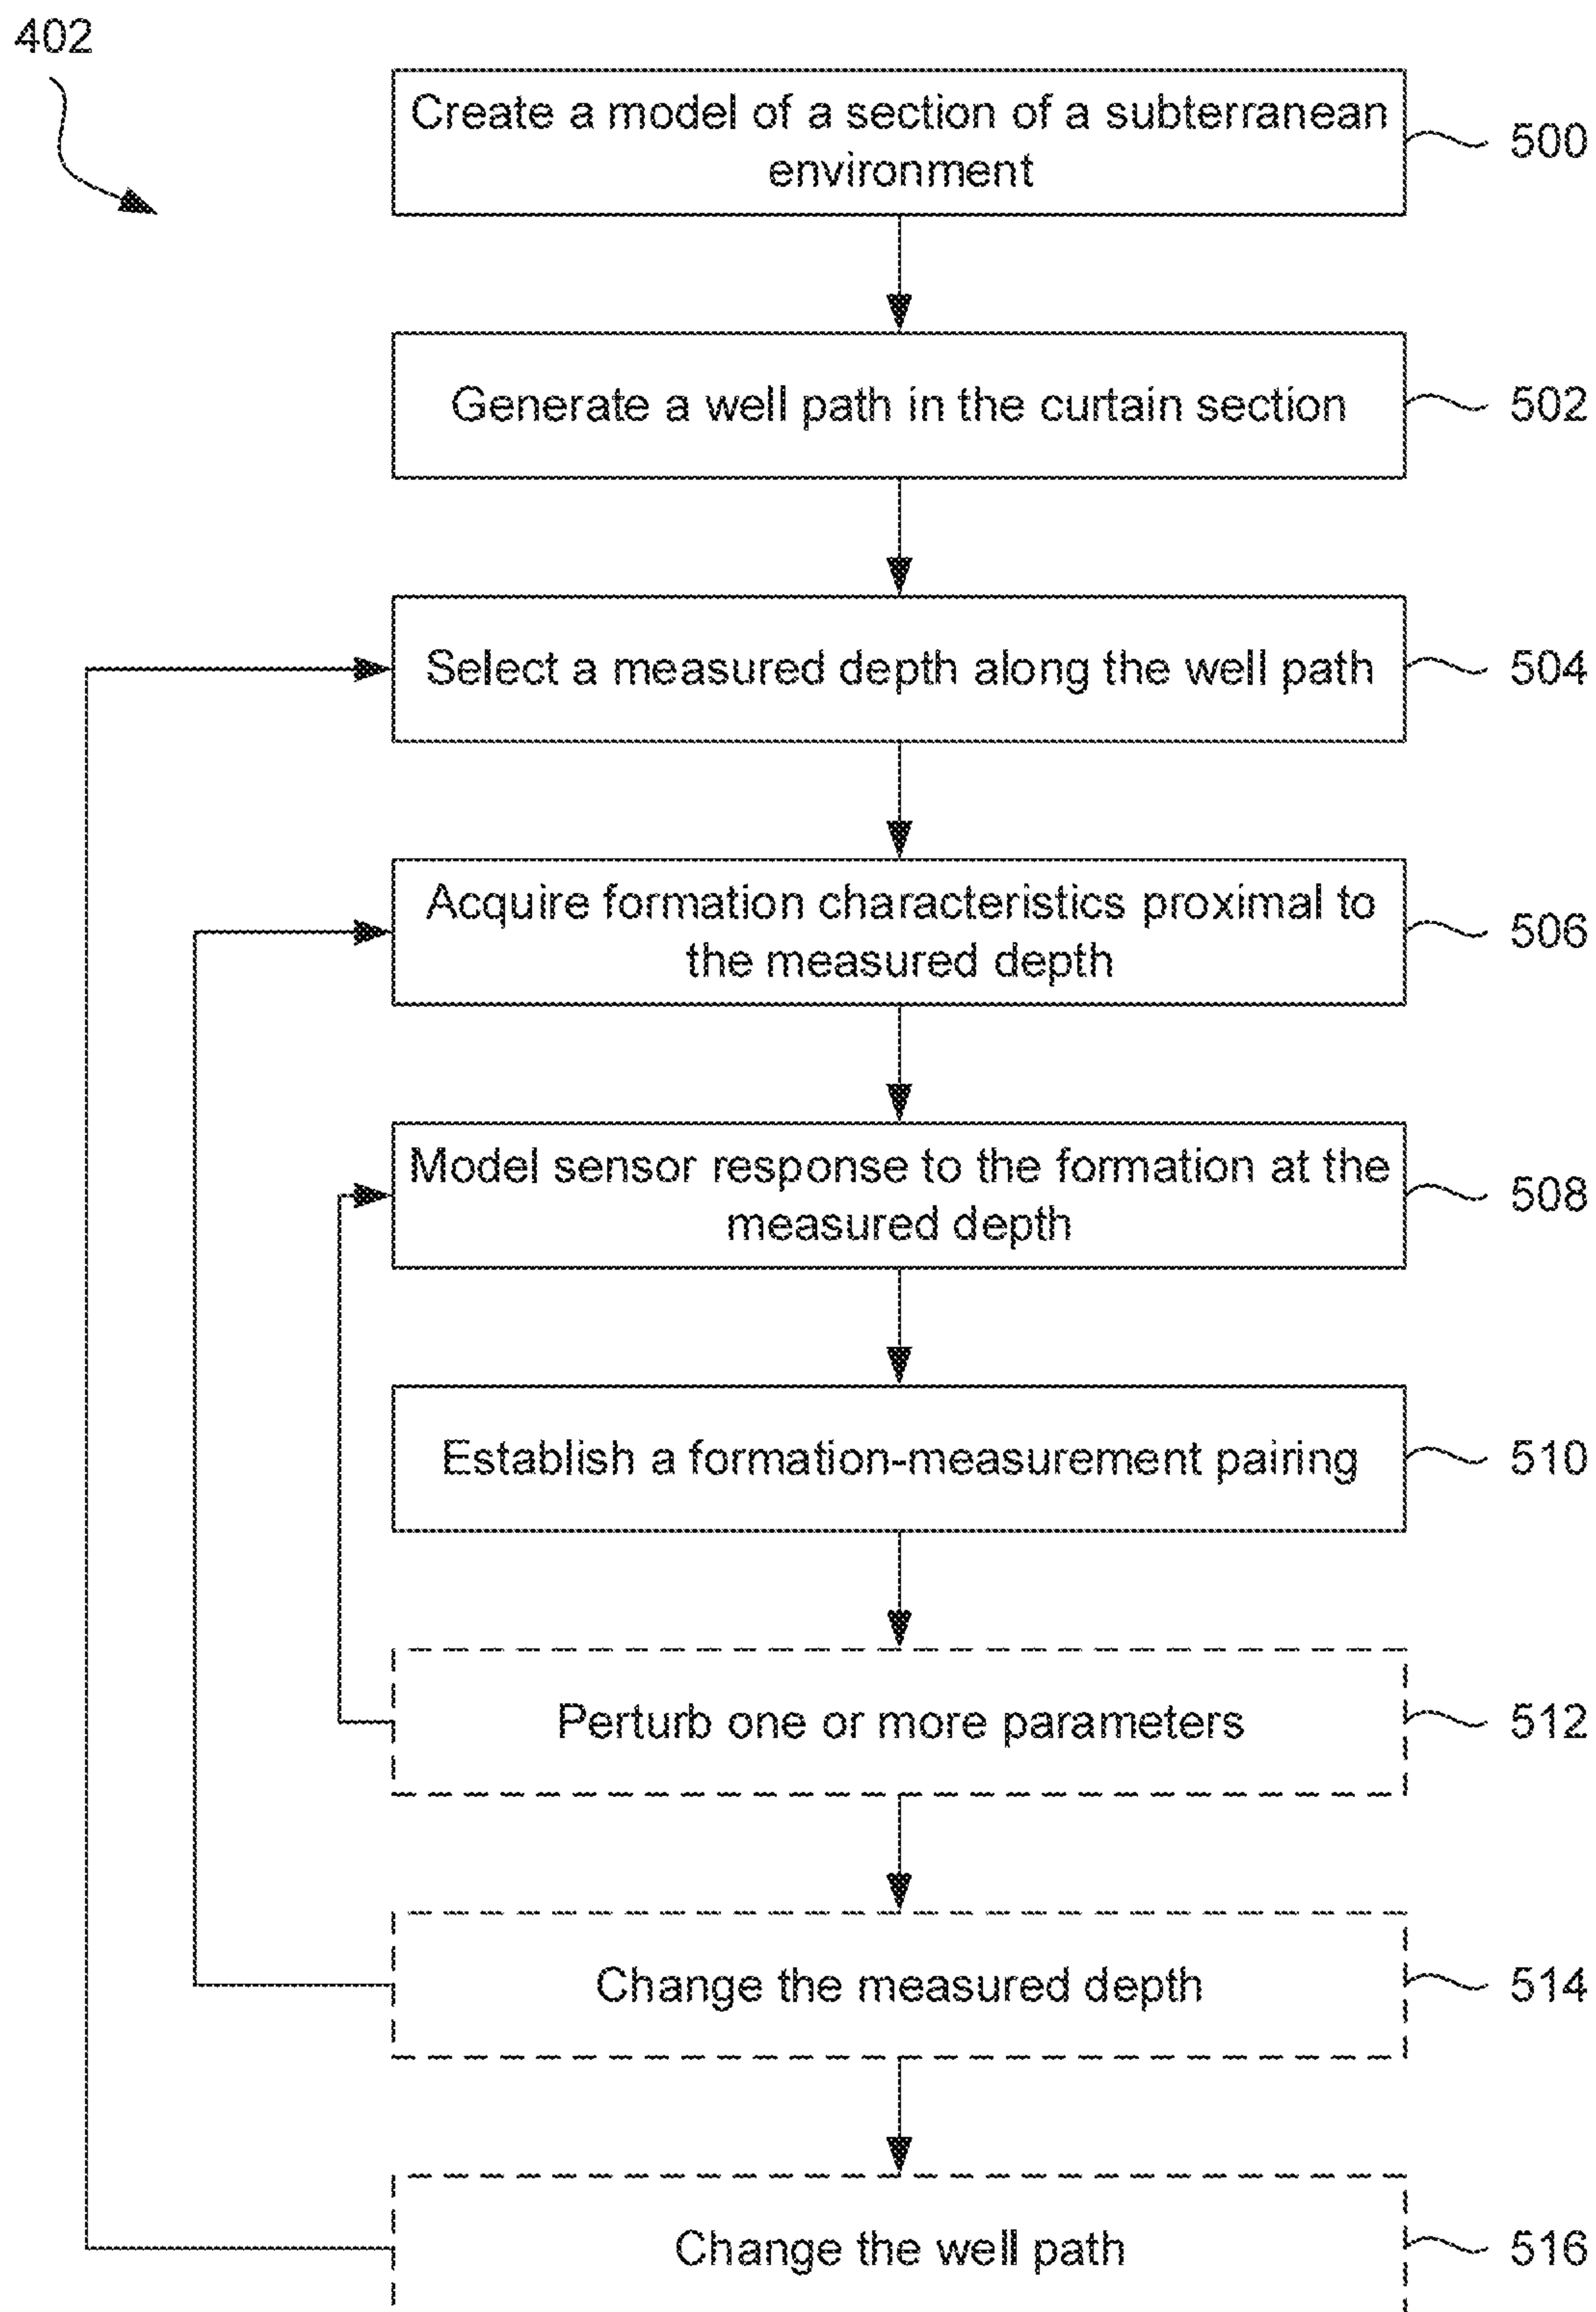 402
Create a model of a section of a subterranean
environment
500
Generate a well path in the curtain section
502
Select a measured depth along the well path
504
Acquire formation characteristics proximal to
the measured depth
506
Model sensor response to the formation at the
measured depth
508
Establish a formation-measurement pairing
510
Perturb one or more parameters
512
Change the measured depth
514
Change the well path
516